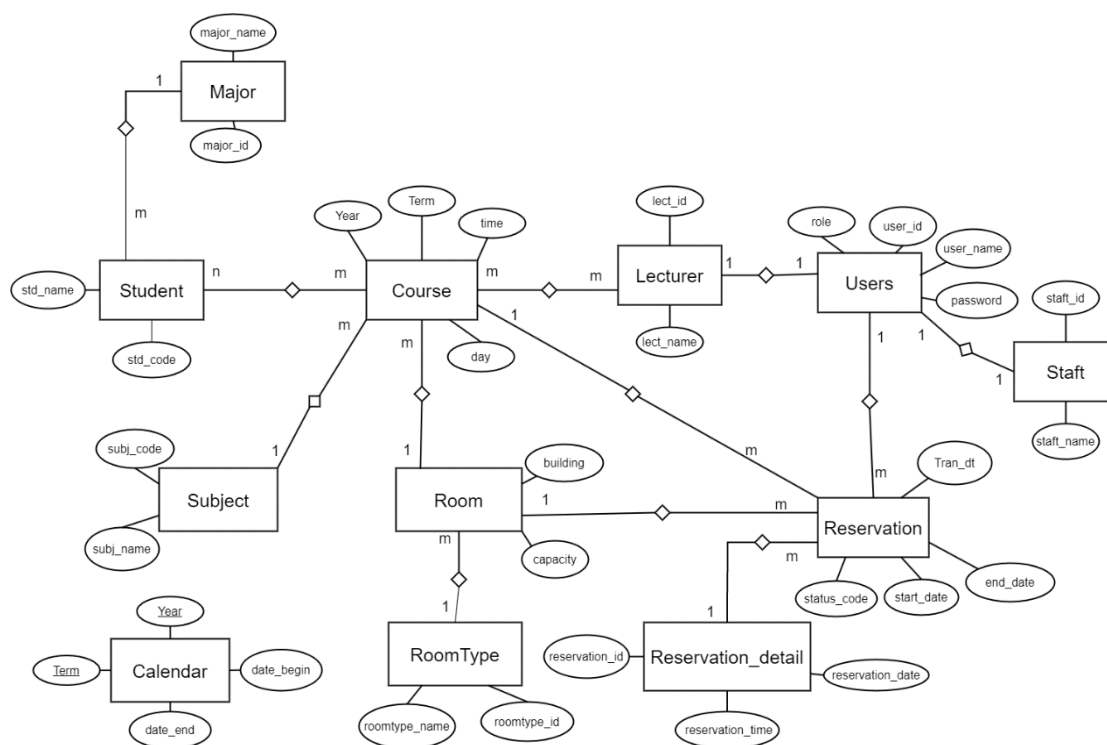 major_name
1
Major
major_id
m
Year
Term
time
lect_id
role
user_id
user_name
std_name
Student
n
m
Course
m
m
Lecturer
1
1
Users
password
staft_id
std_code
m
m
day
1
lect_name
1
1
1
Staft
staft_name
subj_code
1
1
building
m
Tran_dt
m
Subject
Room
1
m
Reservation
subj_name
m
capacity
m
end_date
status_code
start_date
Year
1
1
Term
Calendar
date_begin
RoomType
reservation_id
Reservation_detail
reservation_date
date_end
roomtype_name
roomtype_id
reservation_time